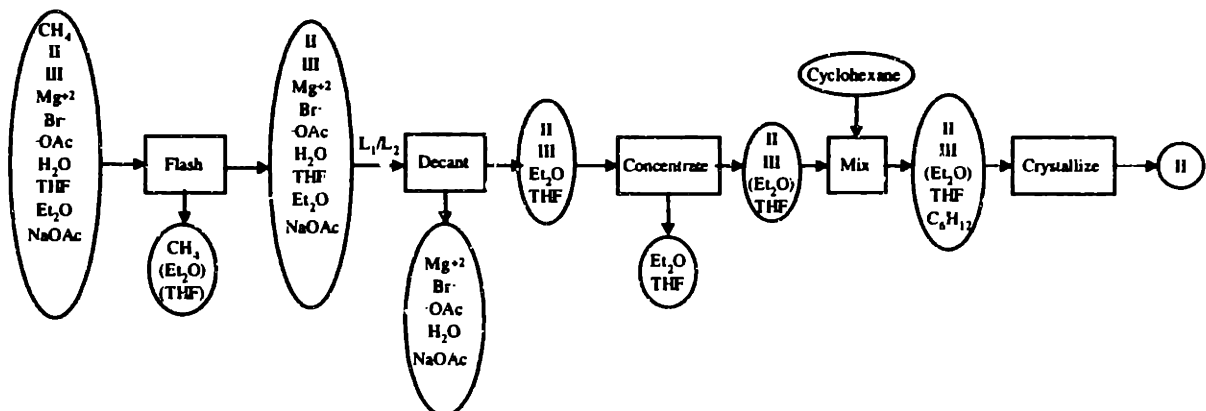 CH₄
II
III
Mg⁺²
Br⁻
⁻OAc
H₂O
THF
Et₂O
NaOAc
Flash
CH₄
(Et₂O)
(THF)
II
III
Mg⁺²
Br⁻
⁻OAc
H₂O
THF
Et₂O
NaOAc
L₁/L₂
Decant
Mg⁺²
Br⁻
⁻OAc
H₂O
NaOAc
II
III
Et₂O
THF
Concentrate
Et₂O
THF
II
III
(Et₂O)
THF
Cyclohexane
Mix
II
III
(Et₂O)
THF
C₆H₁₂
Crystallize
II